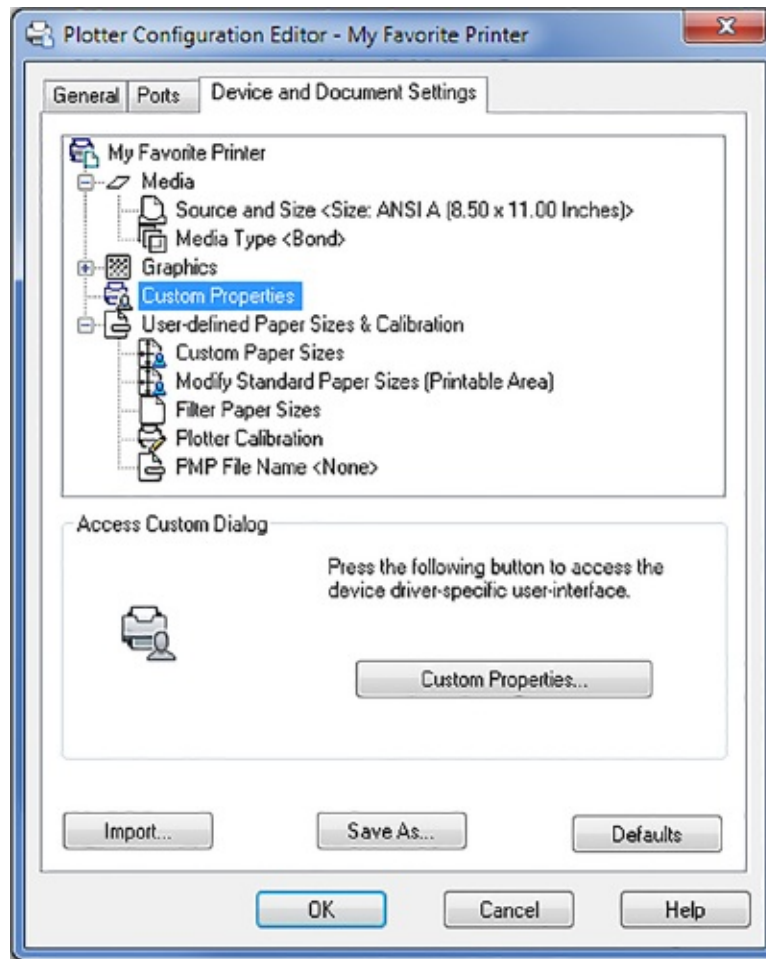 Plotter Configuration Editor - My Favorite Printer
General Ports Device and Document Settings
My Favorite Printer
Media
Source and Size <Size: ANSI A (8.50 x 11.00 Inches)>
Media Type <Bond>
Graphics
Custom Properties
User-defined Paper Sizes & Calibration
Custom Paper Sizes
Modify Standard Paper Sizes (Printable Area)
Filter Paper Sizes
Plotter Calibration
PMP File Name <None>
Access Custom Dialog
Press the following button to access the
device driver-specific user-interface.
Custom Properties...
Import... Save As... Defaults
OK Cancel Help